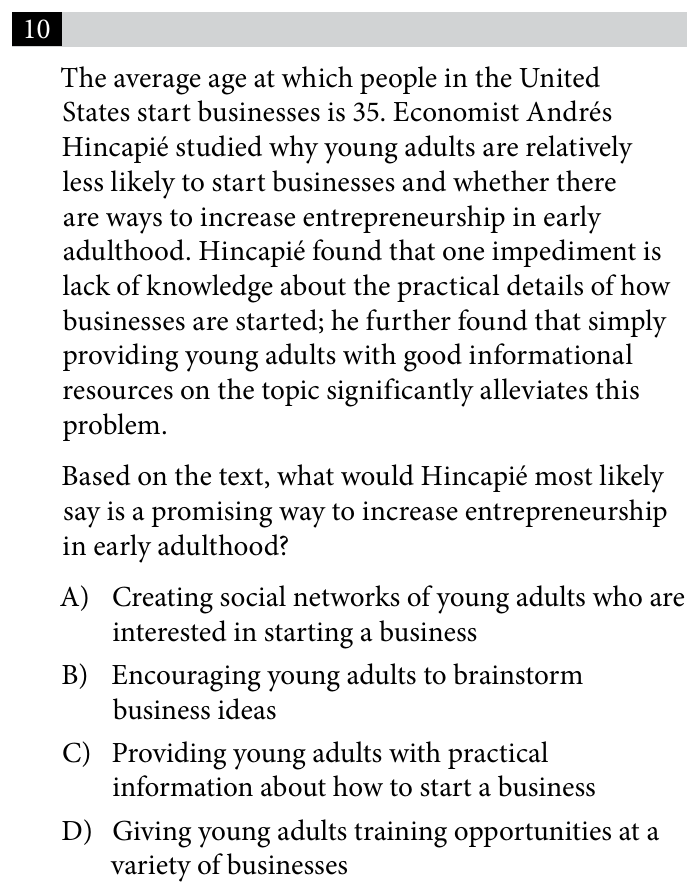 10
The average age at which people in the United
States start businesses is 35. Economist Andrés
Hincapié studied why young adults are relatively
less likely to start businesses and whether there
are ways to increase entrepreneurship in early
adulthood. Hincapié found that one impediment is
lack of knowledge about the practical details of how
businesses are started; he further found that simply
providing young adults with good informational
resources on the topic significantly alleviates this
problem.
Based on the text, what would Hincapié most likely
say is a promising way to increase entrepreneurship
in early adulthood?
A) Creating social networks of young adults who are
interested in starting a business
B) Encouraging young adults to brainstorm
business ideas
C) Providing young adults with practical
information about how to start a business
D) Giving young adults training opportunities at a
variety of businesses